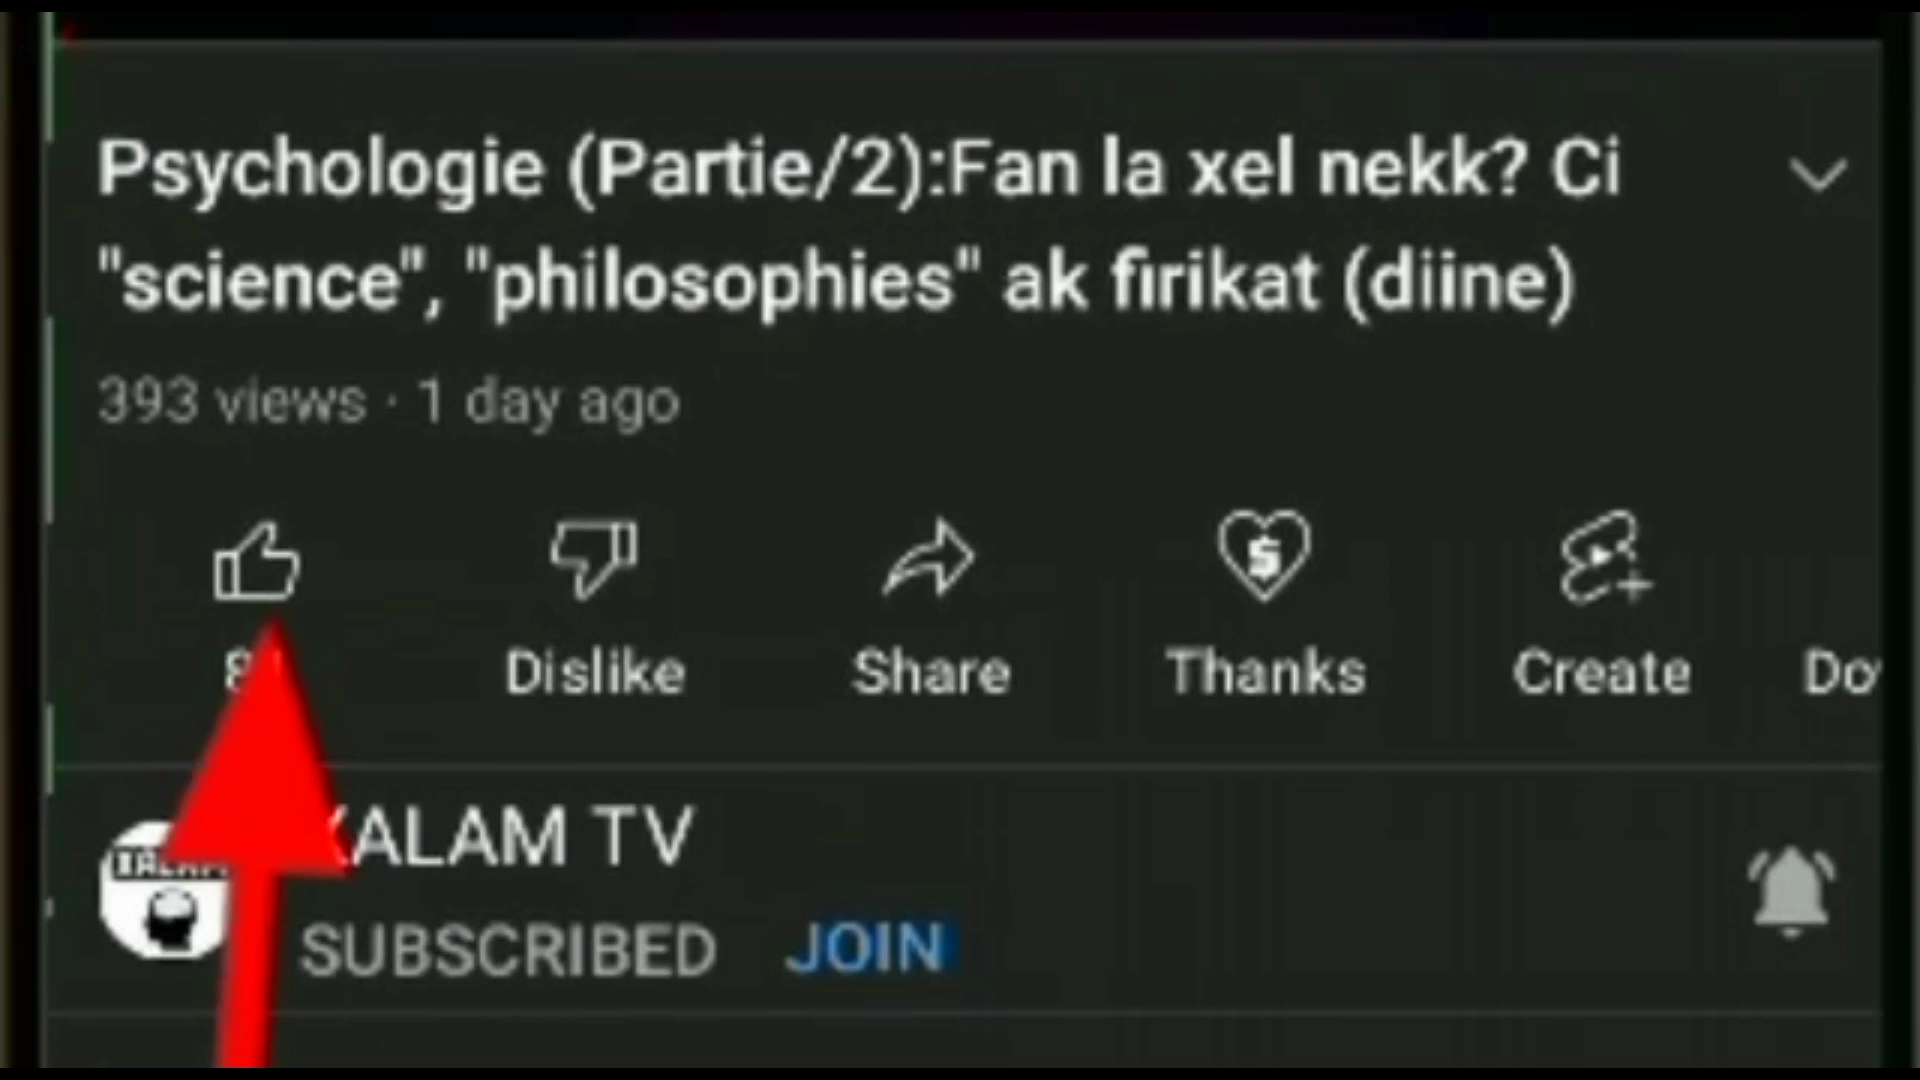 Psychologie (Partie/2):Fan la xel nekk? Ci
"science", "philosophies" ak firikat (diine)
393 views · 1 day ago
Dislike Share Thanks Create Do
XALAM TV
SUBSCRIBED JOIN